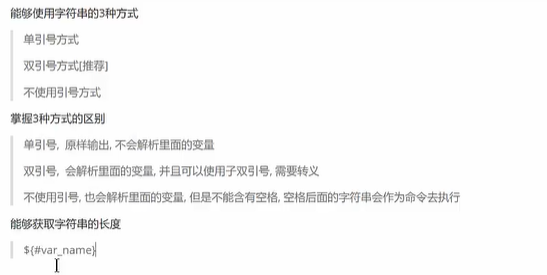 能够使用字符串的3种方式
单引号方式
双引号方式[推荐]
不使用引号方式
掌握3种方式的区别
单引号, 原样输出, 不会解析里面的变量
双引号, 会解析里面的变量, 并且可以使用子双引号, 需要转义
不使用引号, 也会解析里面的变量, 但是不能含有空格, 空格后面的字符串会作为命令去执行
能够获取字符串的长度
${#var_name}